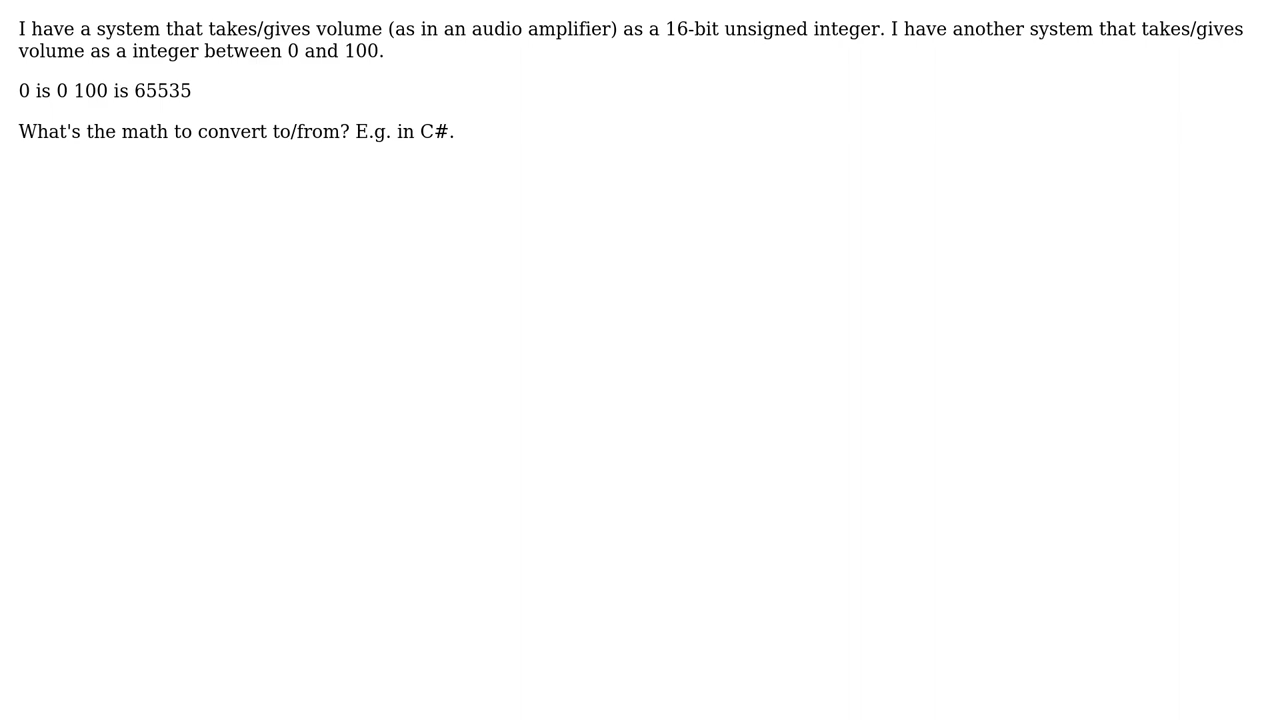 I have a system that takes/gives volume (as in an audio amplifier) as a 16-bit unsigned integer. I have another system that takes/gives
volume as a integer between 0 and 100.
0 is 0 100 is 65535
What's the math to convert to/from? E.g. in C#.